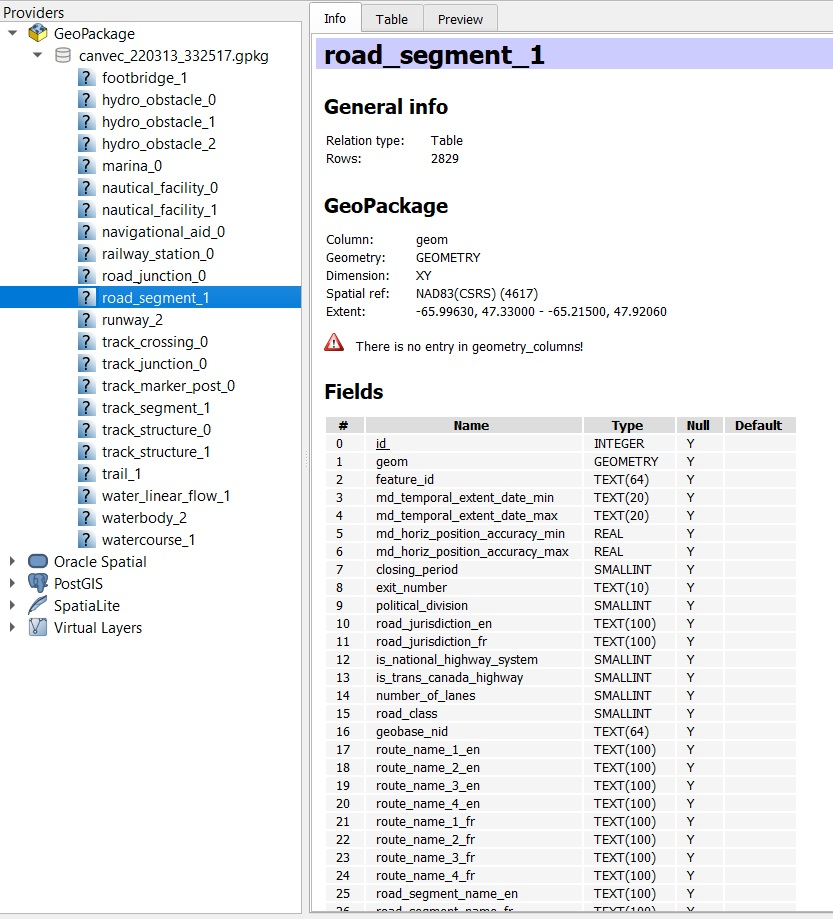 Providers
GeoPackage
canvec_220313_332517.gpkg
footbridge_1
hydro_obstacle_0
hydro_obstacle_1
hydro_obstacle_2
marina_0
nautical_facility_0
nautical_facility_1
navigational_aid_0
railway_station_0
road_junction_0
road_segment_1
runway_2
track_crossing_0
track_junction_0
track_marker_post_0
track_segment_1
track_structure_0
track_structure_1
trail_1
water_linear_flow_1
waterbody_2
watercourse_1
Oracle Spatial
PostGIS
SpatiaLite
Virtual Layers
Info Table Preview
road_segment_1
General info
Relation type: Table
Rows: 2829
GeoPackage
Column: geom
Geometry: GEOMETRY
Dimension: XY
Spatial ref: NAD83(CSRS) (4617)
Extent: -65.99630, 47.33000 - -65.21500, 47.92060
There is no entry in geometry_columns!
Fields
# Name Type Null Default
0 id INTEGER Y
1 geom GEOMETRY Y
2 feature_id TEXT(64) Y
3 md_temporal_extent_date_min TEXT(20) Y
4 md_temporal_extent_date_max TEXT(20) Y
5 md_horiz_position_accuracy_min REAL Y
6 md_horiz_position_accuracy_max REAL Y
7 closing_period SMALLINT Y
8 exit_number TEXT(10) Y
9 political_division SMALLINT Y
10 road_jurisdiction_en TEXT(100) Y
11 road_jurisdiction_fr TEXT(100) Y
12 is_national_highway_system SMALLINT Y
13 is_trans_canada_highway SMALLINT Y
14 number_of_lanes SMALLINT Y
15 road_class SMALLINT Y
16 geobase_nid TEXT(64) Y
17 route_name_1_en TEXT(100) Y
18 route_name_2_en TEXT(100) Y
19 route_name_3_en TEXT(100) Y
20 route_name_4_en TEXT(100) Y
21 route_name_1_fr TEXT(100) Y
22 route_name_2_fr TEXT(100) Y
23 route_name_3_fr TEXT(100) Y
24 route_name_4_fr TEXT(100) Y
25 road_segment_name_en TEXT(100) Y
26 road_segment_name_fr TEXT(100) Y